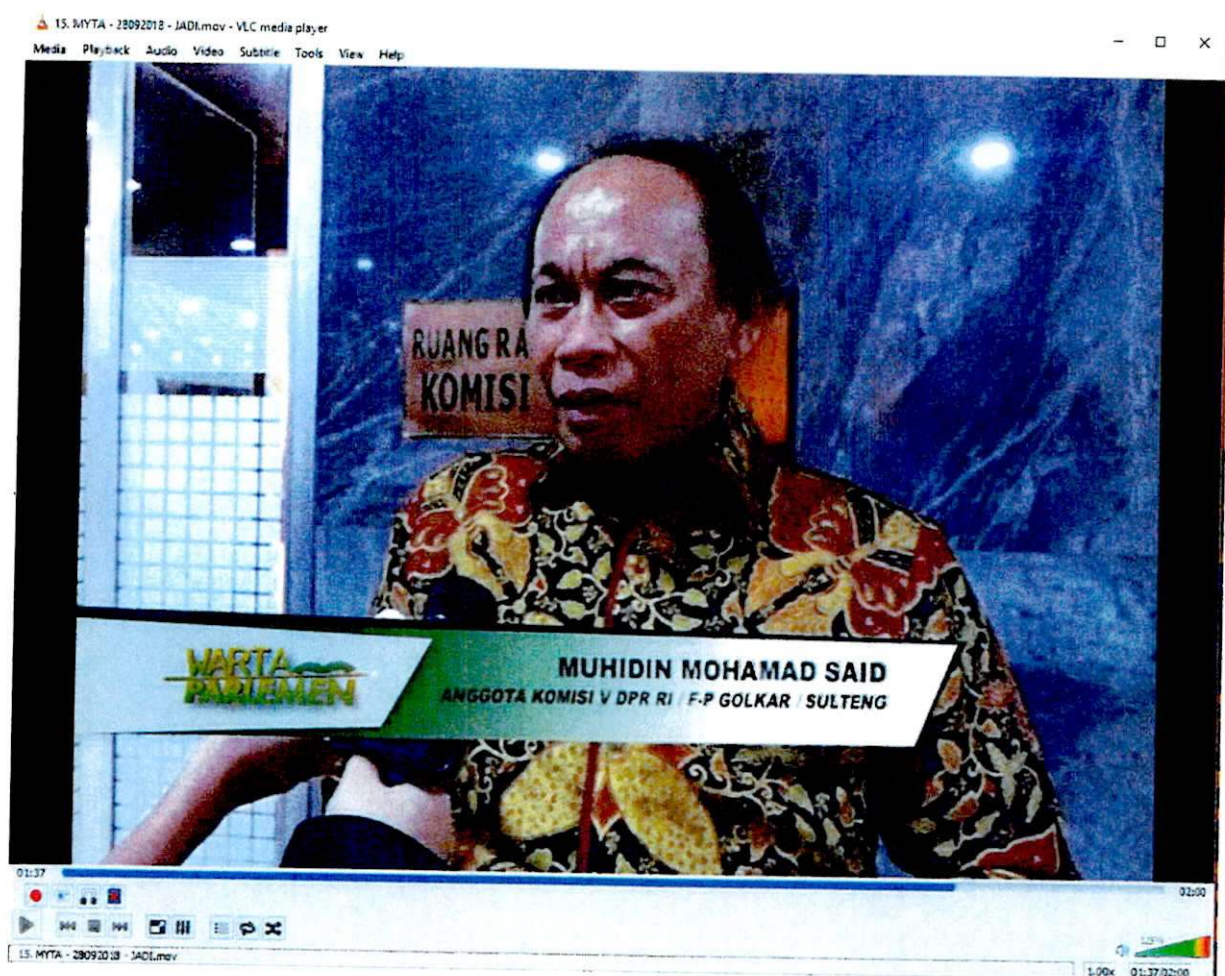 15. MYTA - 28092018 - JADI.mov - VLC media player
Media Playback Audio Video Subtitle Tools View Help
RUANG RA
KOMISI
WARTA
PARLEMEN
MUHIDIN MOHAMAD SAID
ANGGOTA KOMISI V DPR RI / F-P GOLKAR / SULTENG
01:37
02:00
15. MYTA - 28092018 - JADI.mov
1.00x 01:37/02:00